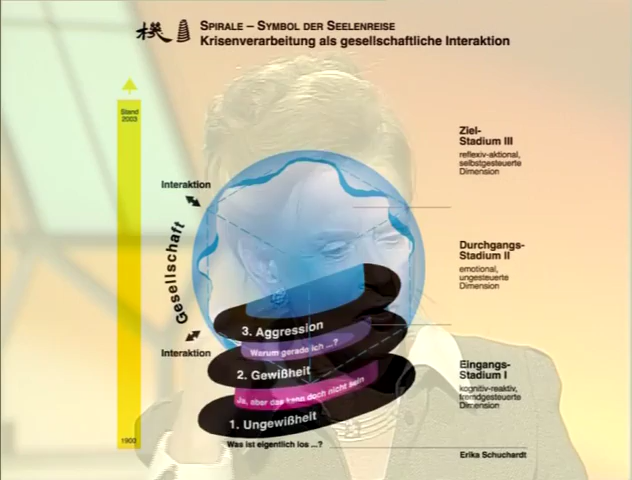 機
SPIRALE – SYMBOL DER SEELENREISE
Krisenverarbeitung als gesellschaftliche Interaktion
Stand
2003
Ziel-
Stadium III
reflexiv-aktional,
selbstgesteuerte
Dimension
Interaktion
Gesellschaft
Durchgangs-
Stadium II
emotional,
ungesteuerte
Dimension
3. Aggression
Warum gerade ich ...?
Interaktion
2. Gewißheit
Eingangs-
Stadium I
kognitiv-reaktiv,
fremdgesteuerte
Dimension
Ja, aber das kann doch nicht sein
1. Ungewißheit
1900
Was ist eigentlich los ...?
Erika Schuchardt